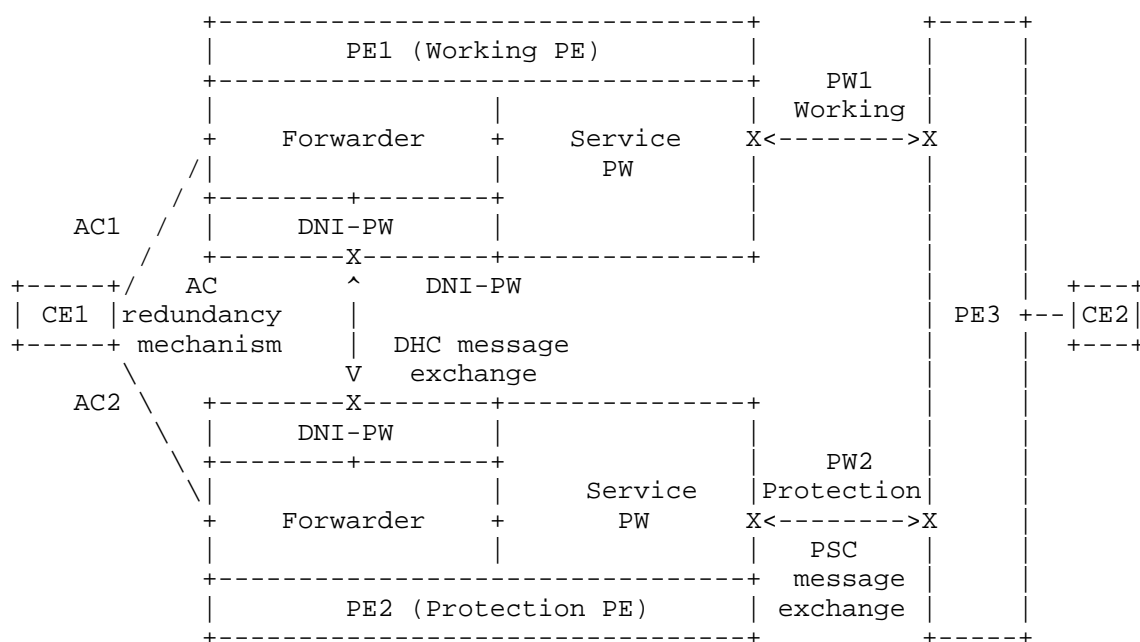 PE1 (Working PE)
PW1
Working
Forwarder Service
PW
AC1 DNI-PW
AC DNI-PW
CE1 redundancy PE3 CE2
mechanism DHC message
exchange
AC2
DNI-PW
PW2
Service Protection
Forwarder PW
PSC
message
PE2 (Protection PE) exchange